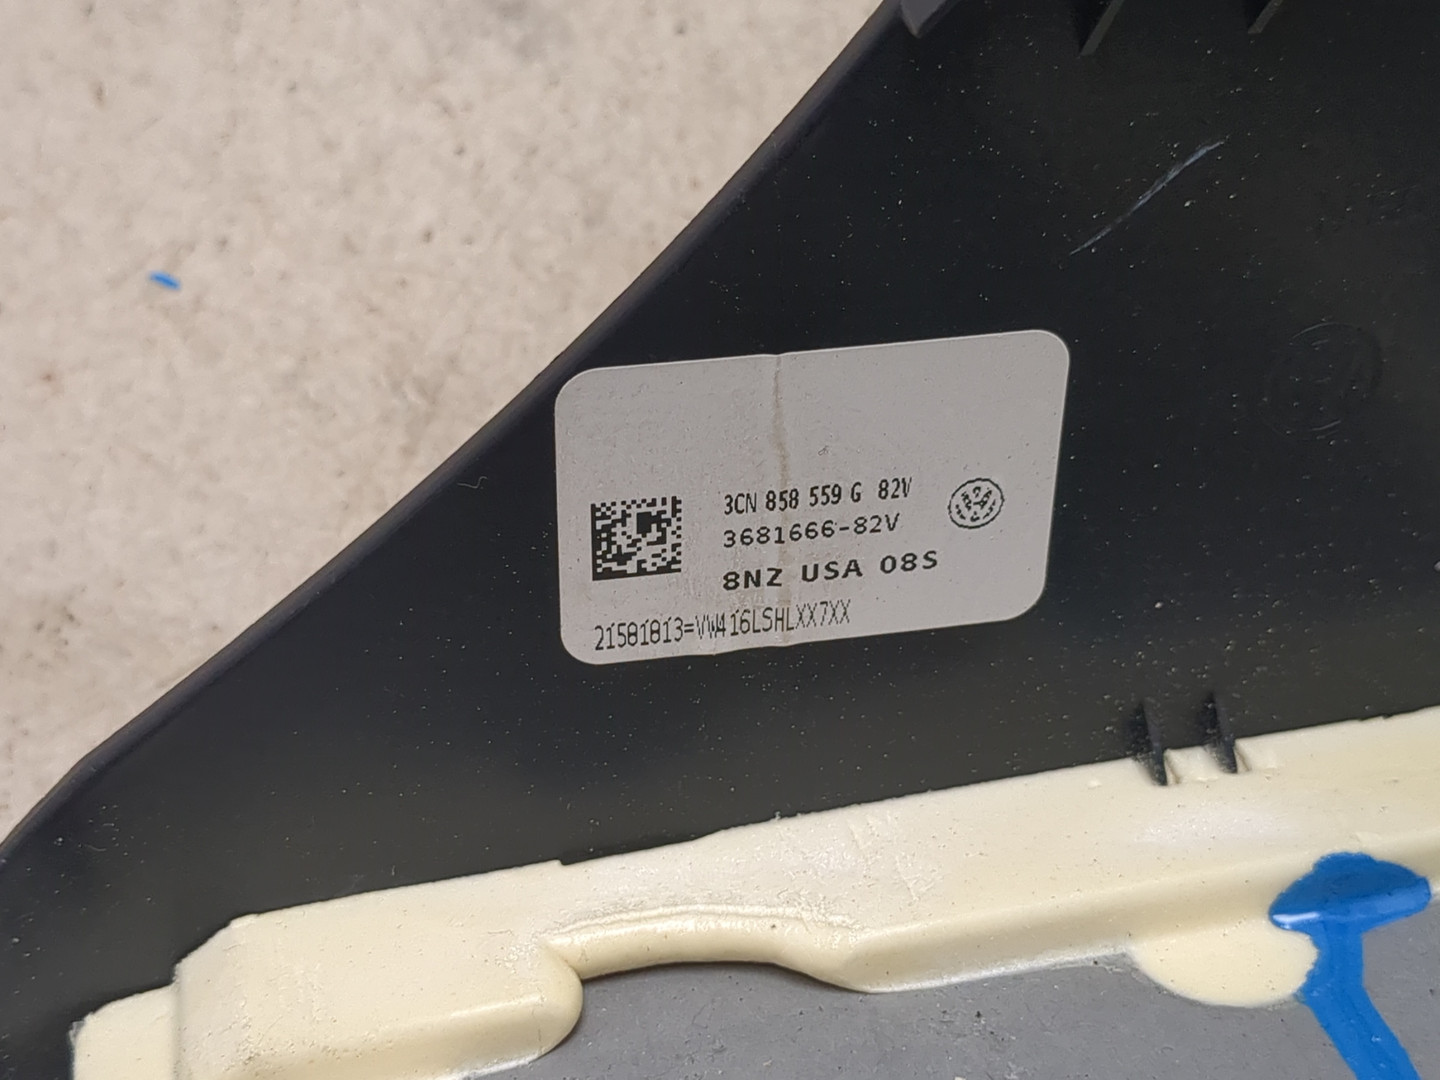 3CN 858 559 G 82V
3681666-82V
8NZ USA 08S
21581813=VW416LSHLXX7XX